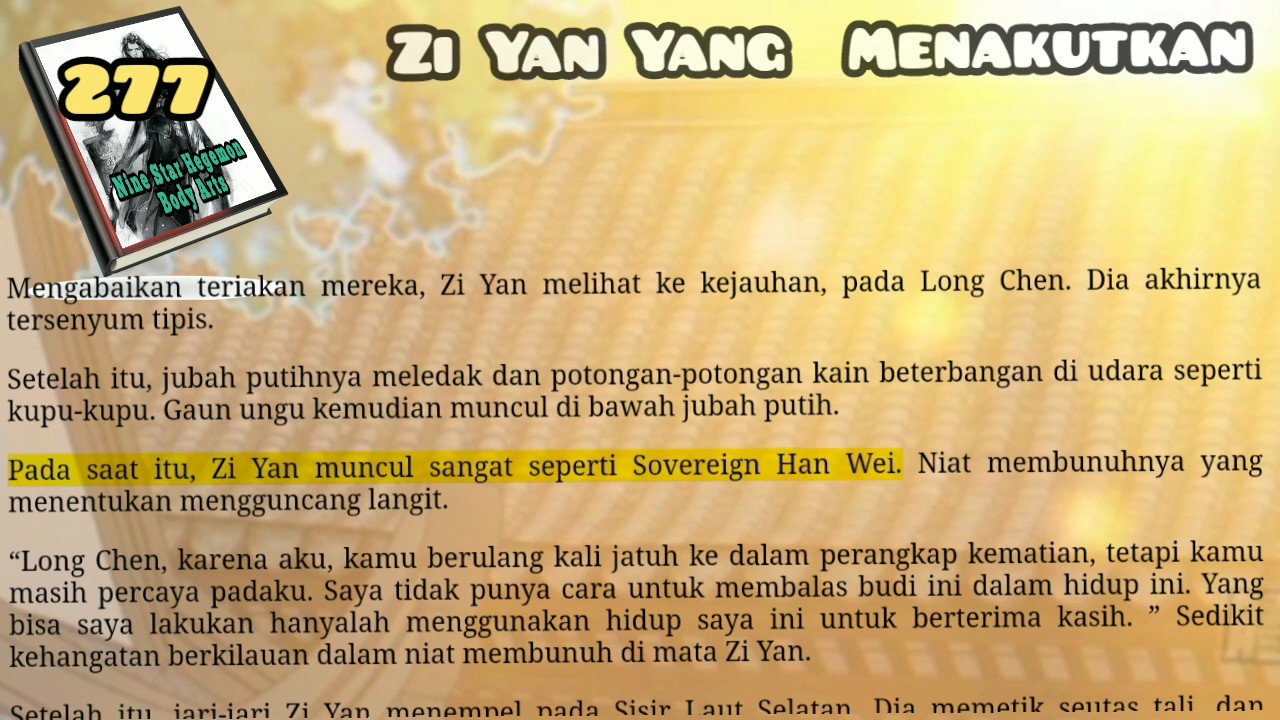 Zi Yan Yang Menakutkan
277
Nine Star Hegemon
Body Arts
Mengabaikan teriakan mereka, Zi Yan melihat ke kejauhan, pada Long Chen. Dia akhirnya
tersenyum tipis.
Setelah itu, jubah putihnya meledak dan potongan-potongan kain beterbangan di udara seperti
kupu-kupu. Gaun ungu kemudian muncul di bawah jubah putih.
Pada saat itu, Zi Yan muncul sangat seperti Sovereign Han Wei. Niat membunuhnya yang
menentukan mengguncang langit.
“Long Chen, karena aku, kamu berulang kali jatuh ke dalam perangkap kematian, tetapi kamu
masih percaya padaku. Saya tidak punya cara untuk membalas budi ini dalam hidup ini. Yang
bisa saya lakukan hanyalah menggunakan hidup saya ini untuk berterima kasih. ” Sedikit
kehangatan berkilauan dalam niat membunuh di mata Zi Yan.
Setelah itu, jari-jari Zi Yan menempel pada Sisir Laut Selatan. Dia memetik seutas tali, dan